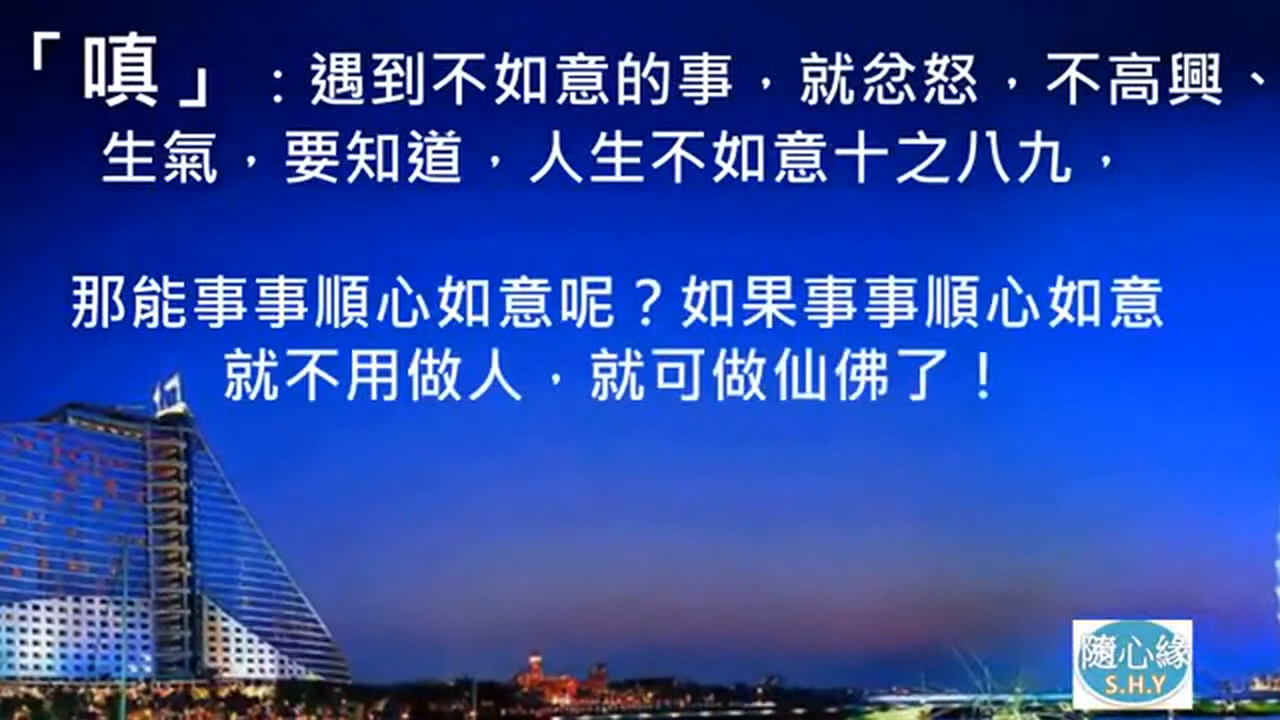 「嗔」：遇到不如意的事，就忿怒，不高興、
生氣，要知道，人生不如意十之八九，
那能事事順心如意呢？如果事事順心如意
就不用做人，就可做仙佛了！
隨心緣
S.H.Y